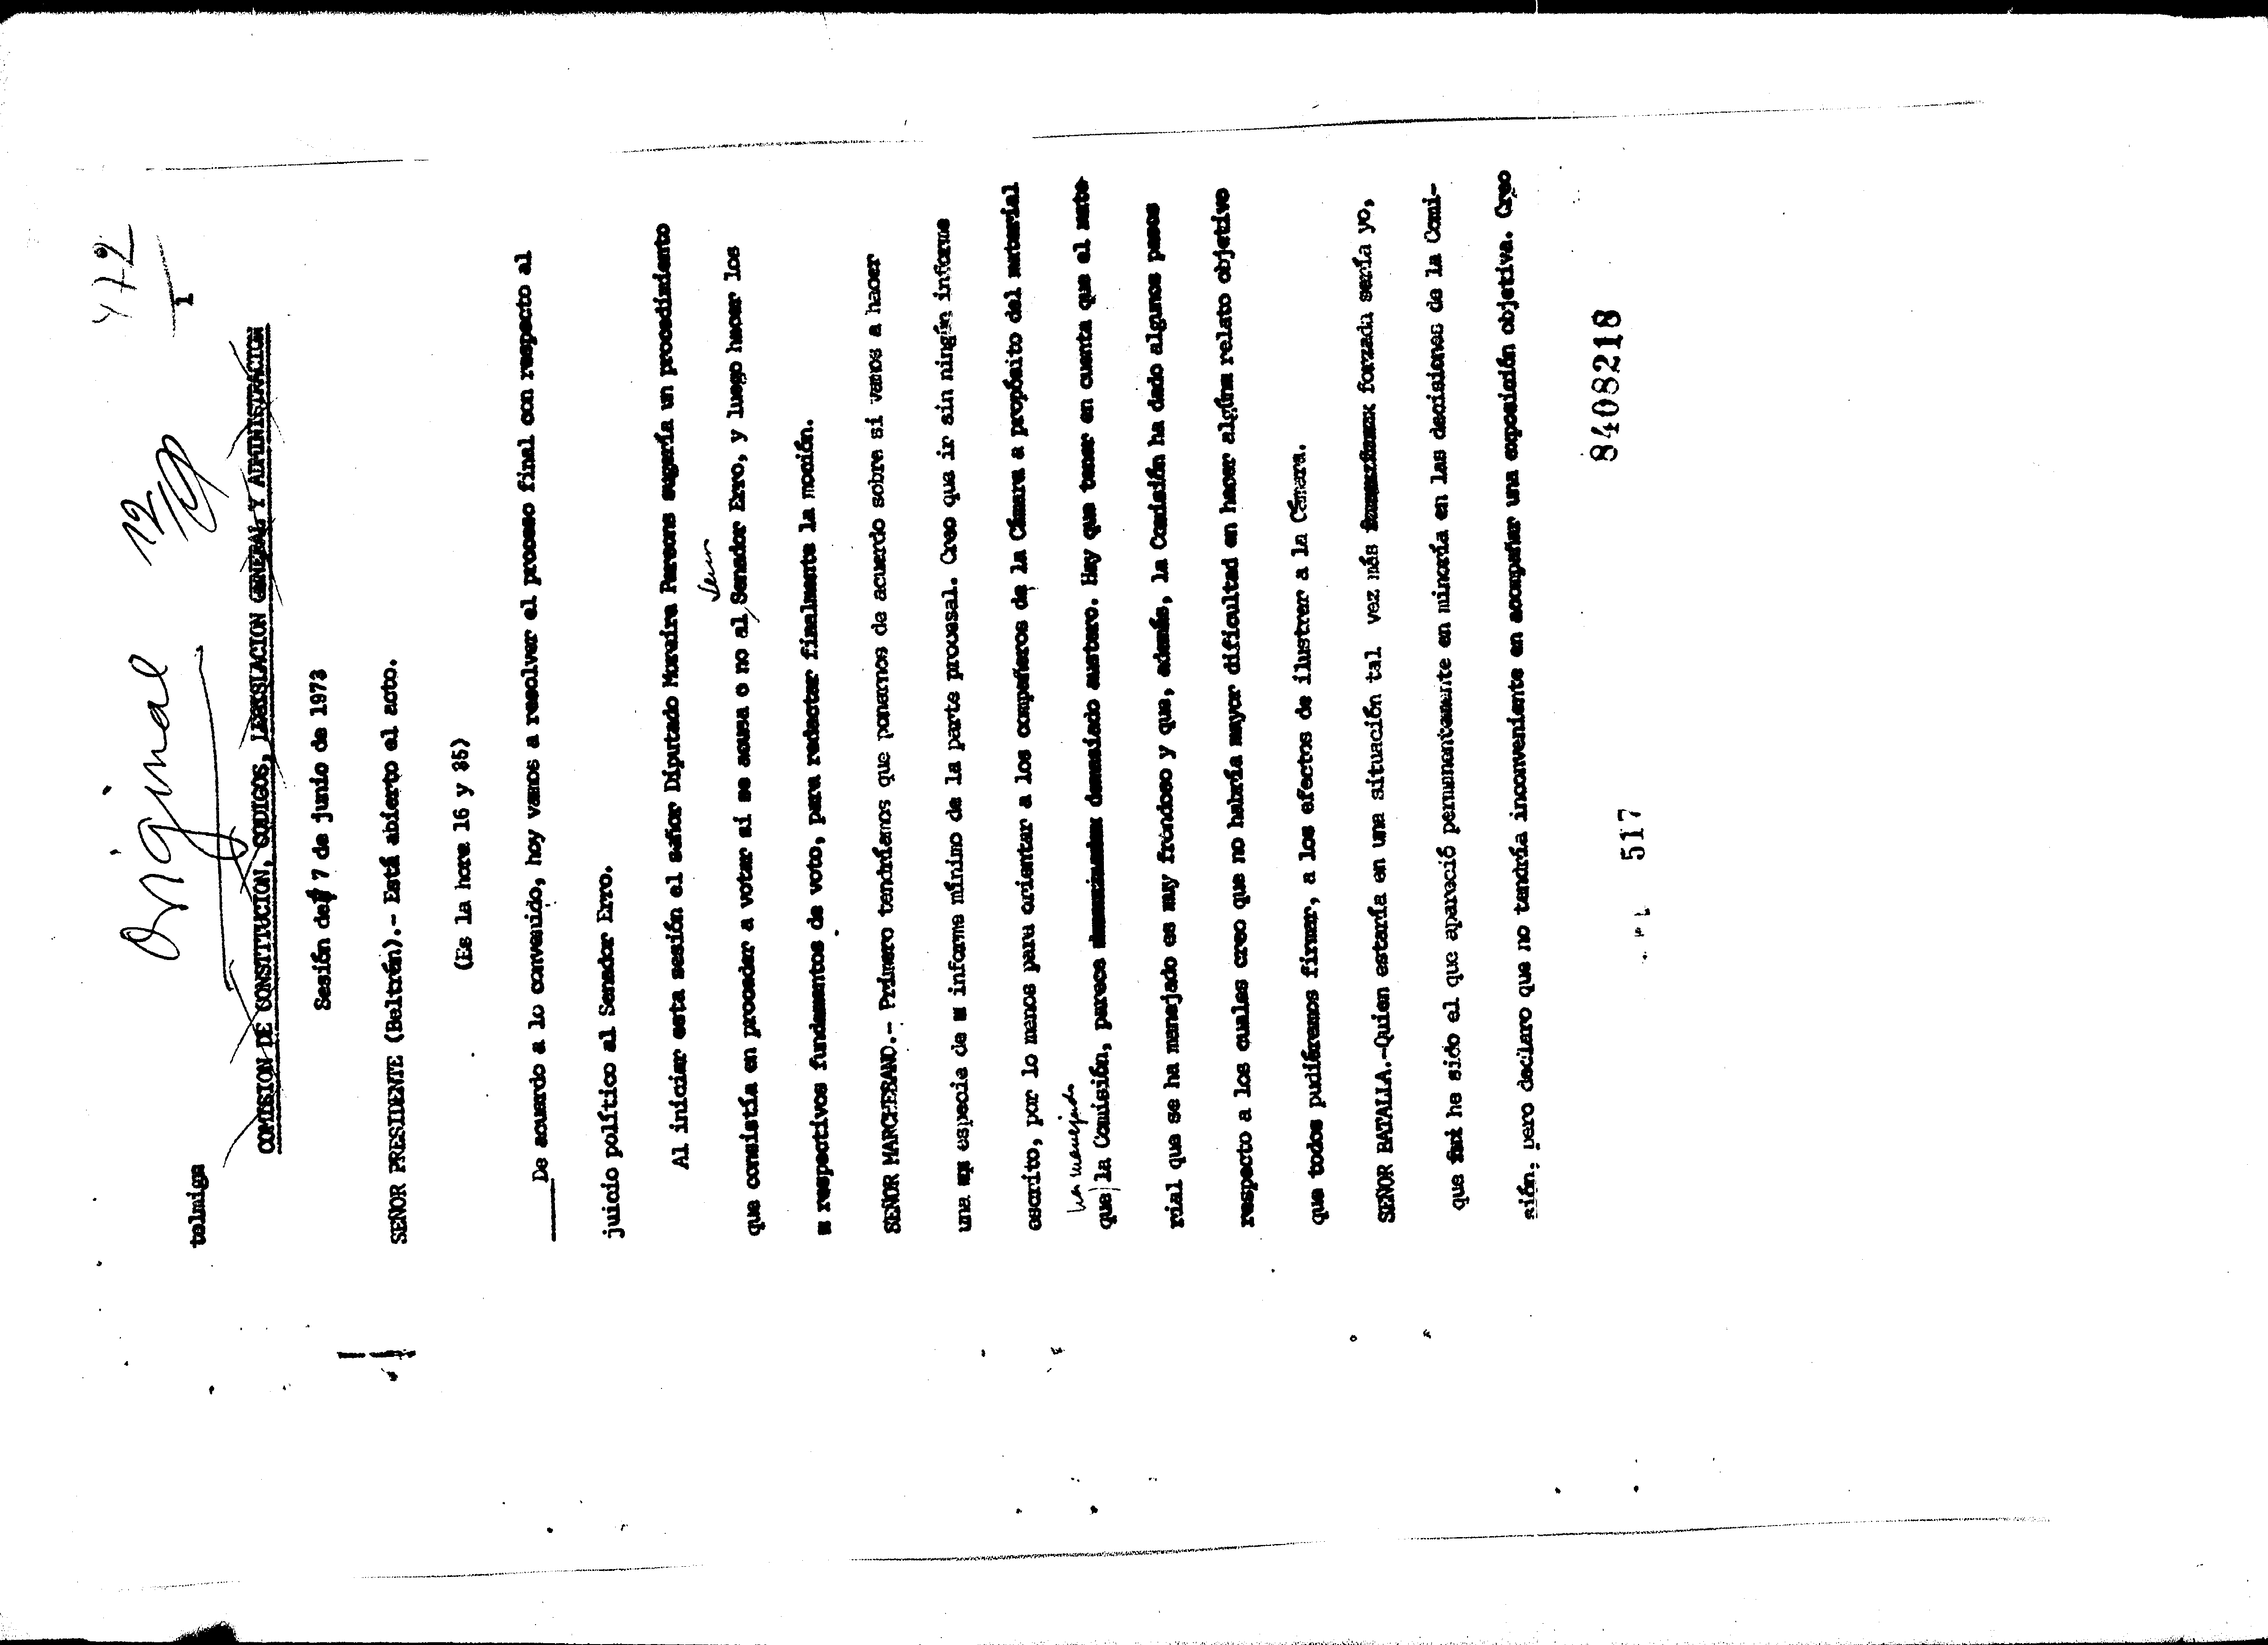 472
Original 12
1
telmiga
COMISION DE CONSTITUCION, CODIGOS, LEGISLACION GENERAL Y ADMINISTRACION
Sesión del 7 de junio de 1973
SEÑOR PRESIDENTE (Beltrán).- Está abierto el acto.
(Es la hora 16 y 35)
De acuerdo a lo convenido, hoy vamos a resolver el proceso final con respecto al
juicio político al Senador Erro.
Al iniciar esta sesión el señor Diputado Moreira Parsons sugería un procedimiento
que consistía en proceder a votar si se acusa o no al Senador Erro, y luego hacer los
respectivos fundamentos de voto, para redactar finalmente la moción.
SEÑOR MARCHESANO.- Primero tendríamos que ponernos de acuerdo sobre si vamos a hacer
una especie de informe mínimo de la parte procesal. Creo que ir sin ningún informe
escrito, por lo menos para orientar a los compañeros de la Cámara a propósito del material
ha manejado
que la Comisión, parece demasiado austero. Hay que tener en cuenta que el mate-
rial que se ha manejado es muy frondoso y que, además, la Comisión ha dado algunos pasos
respecto a los cuales creo que no habría mayor dificultad en hacer algúna relato objetivo
que todos pudiéramos firmar, a los efectos de ilustrar a la Cámara.
SEÑOR BATALLA.-Quien estaría en una situación tal vez más forzada sería yo,
que he sido el que apareció permanentemente en minoría en las decisiones de la Comi-
sión, pero declaro que no tendría inconveniente en acompañar una exposición objetiva. Creo
517
8408218